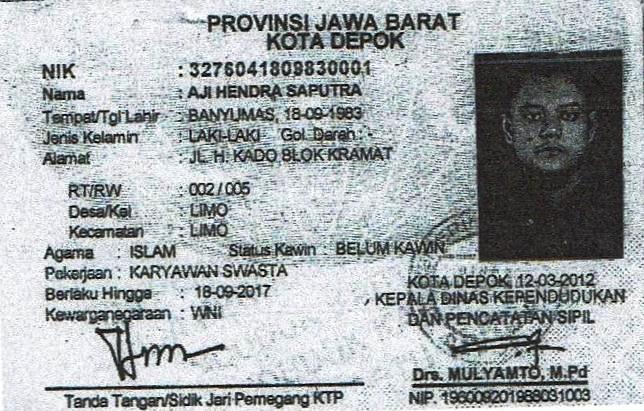 PROVINSI JAWA BARAT
KOTA DEPOK
NIK : 3276041809830001
Nama : AJI HENDRA SAPUTRA
Tempat/Tgl Lahir : BANYUMAS, 18-09-1983
Jenis Kelamin : LAKI-LAKI Gol. Darah : -
Alamat : JL. H. KADO BLOK KRAMAT
RT/RW : 002 / 005
Desa/Kel : LIMO
Kecamatan : LIMO
Agama : ISLAM Status Kawin : BELUM KAWIN
Pekerjaan : KARYAWAN SWASTA
Berlaku Hingga : 18-09-2017
Kewarganegaraan : WNI
KOTA DEPOK, 12-03-2012
KEPALA DINAS KEPENDUDUKAN
DAN PENCATATAN SIPIL
Drs. MULYAMTO, M.Pd
NIP. 196009201988031003
Tanda Tangan/Sidik Jari Pemegang KTP